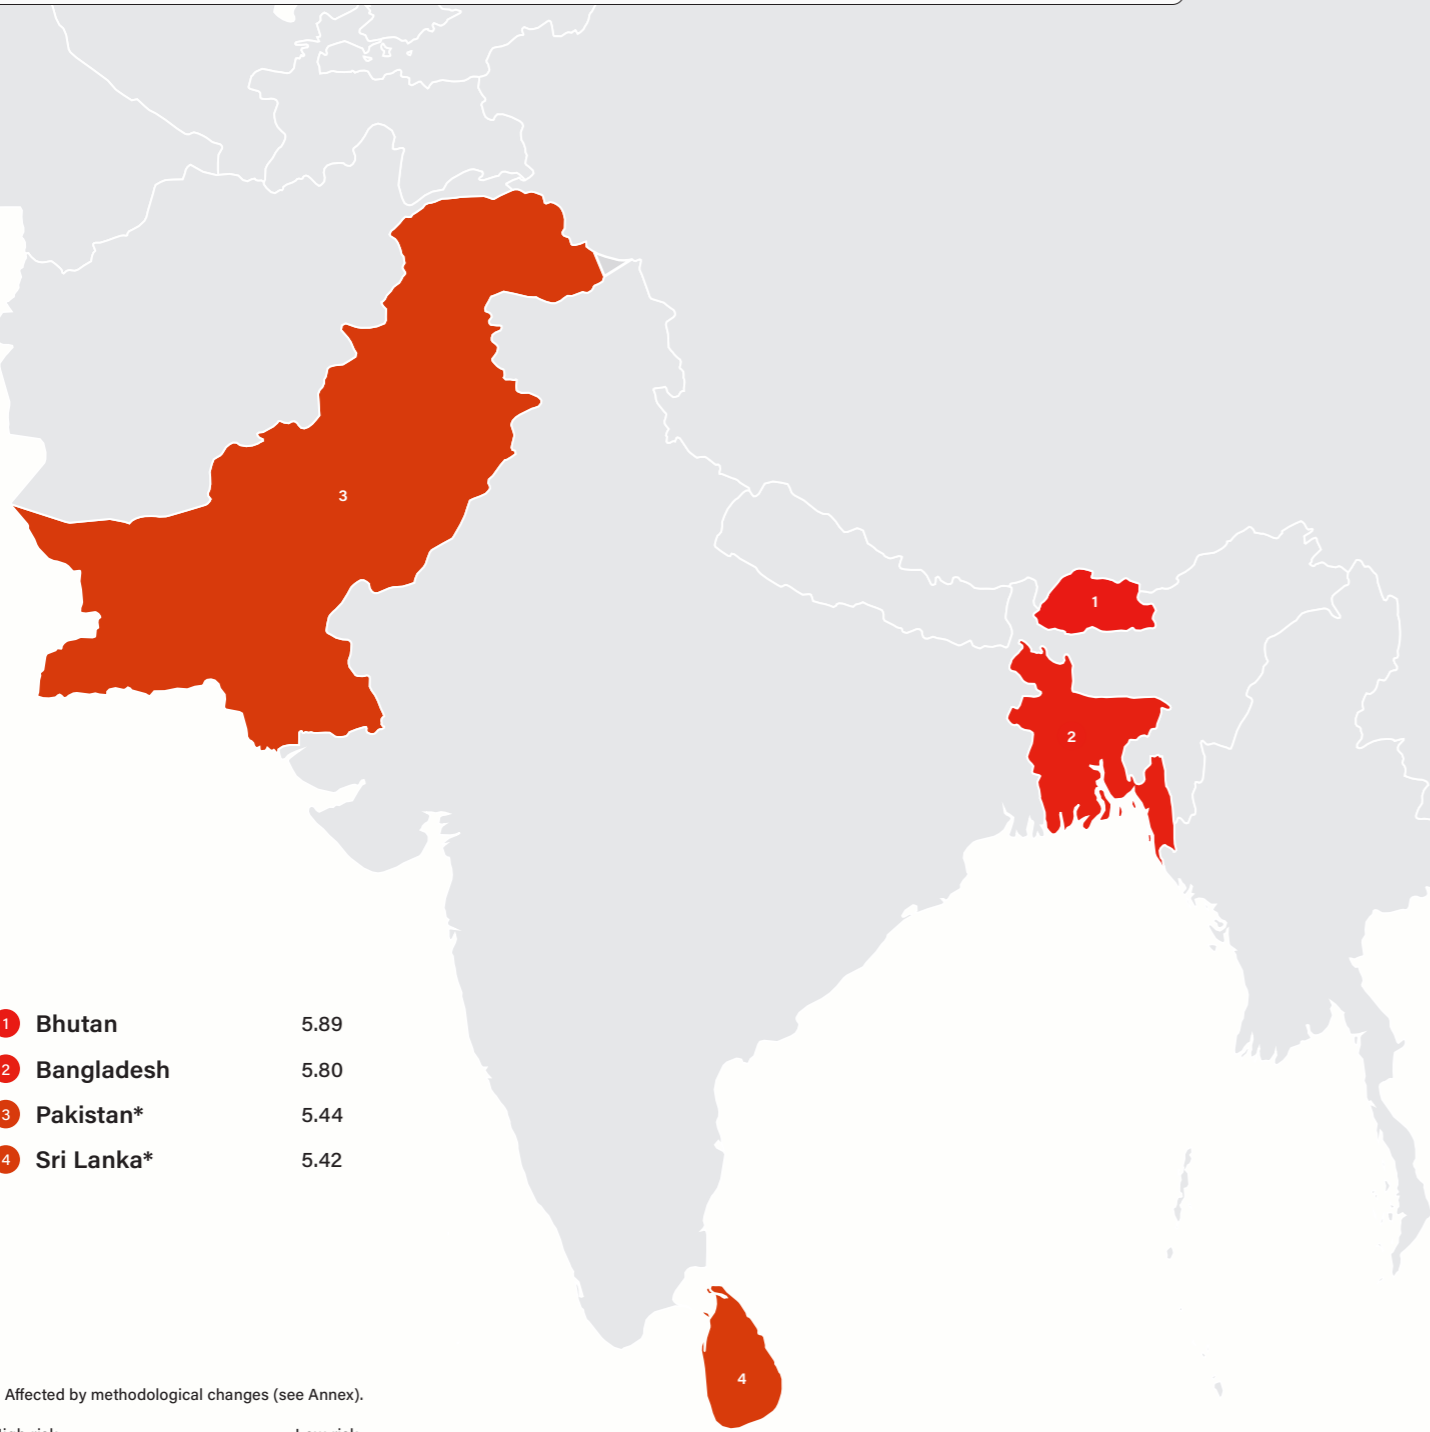 3
1
2
1 Bhutan 5.89
2 Bangladesh 5.80
3 Pakistan* 5.44
4 Sri Lanka* 5.42
4
Affected by methodological changes (see Annex).